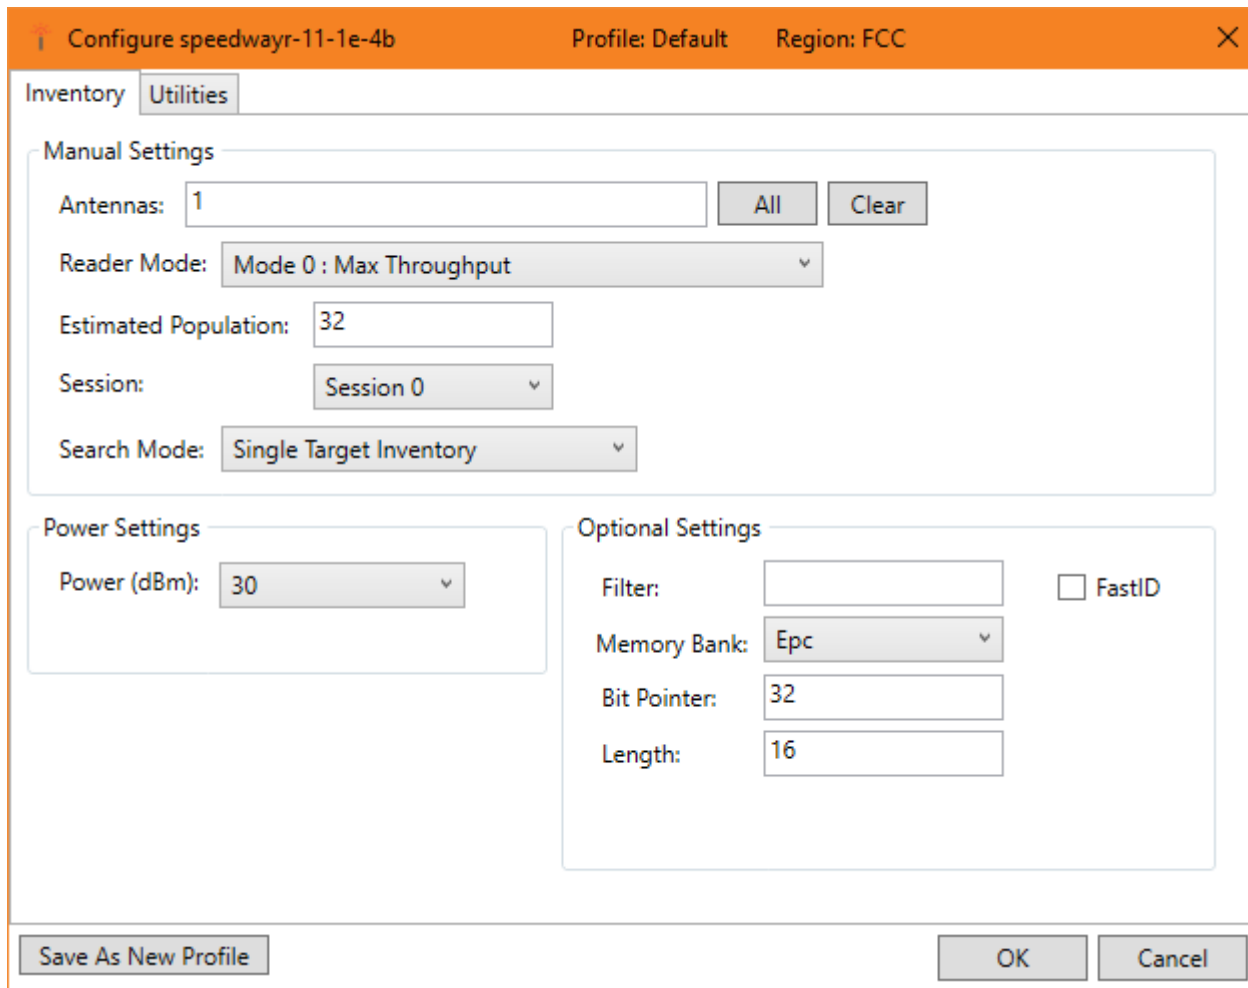 Configure speedwayr-11-1e-4b Profile: Default Region: FCC
Inventory Utilities
Manual Settings
Antennas: 1 All Clear
Reader Mode: Mode 0 : Max Throughput
Estimated Population: 32
Session: Session 0
Search Mode: Single Target Inventory
Power Settings
Power (dBm): 30
Optional Settings
Filter: FastID
Memory Bank: Epc
Bit Pointer: 32
Length: 16
Save As New Profile OK Cancel